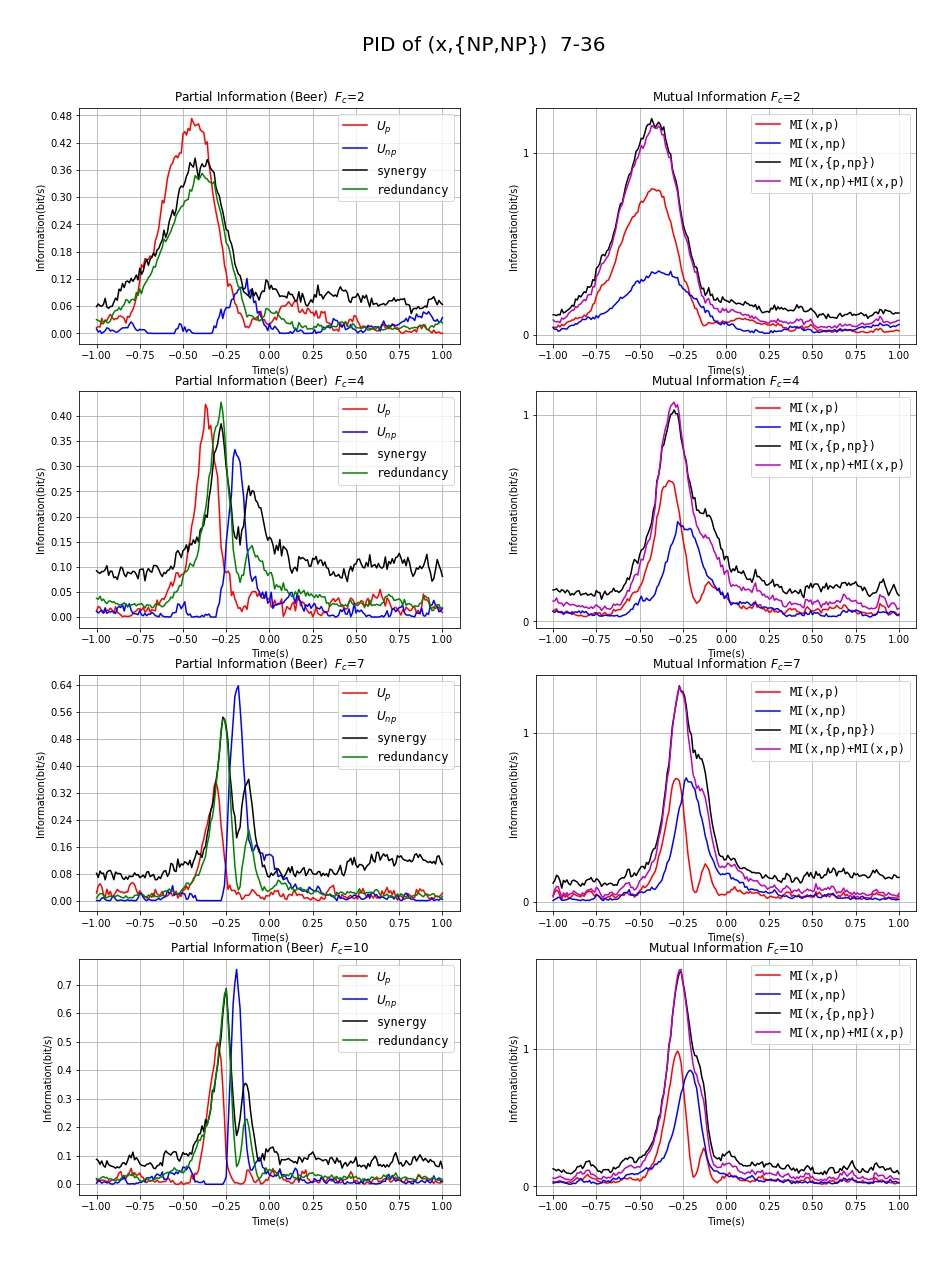 PID of (x,{NP,NP}) 7-36
Partial Information (Beer) F_c=2
Information(bit/s)
0.48
0.42
0.36
0.30
0.24
0.18
0.12
0.06
0.00
U_p
U_np
synergy
redundancy
−1.00 −0.75 −0.50 −0.25 0.00 0.25 0.50 0.75 1.00
Time(s)
Mutual Information F_c=2
Information(bit/s)
1
0
MI(x,p)
MI(x,np)
MI(x,{p,np})
MI(x,np)+MI(x,p)
−1.00 −0.75 −0.50 −0.25 0.00 0.25 0.50 0.75 1.00
Time(s)
Partial Information (Beer) F_c=4
Information(bit/s)
0.40
0.35
0.30
0.25
0.20
0.15
0.10
0.05
0.00
U_p
U_np
synergy
redundancy
−1.00 −0.75 −0.50 −0.25 0.00 0.25 0.50 0.75 1.00
Time(s)
Mutual Information F_c=4
Information(bit/s)
1
0
MI(x,p)
MI(x,np)
MI(x,{p,np})
MI(x,np)+MI(x,p)
−1.00 −0.75 −0.50 −0.25 0.00 0.25 0.50 0.75 1.00
Time(s)
Partial Information (Beer) F_c=7
Information(bit/s)
0.64
0.56
0.48
0.40
0.32
0.24
0.16
0.08
0.00
U_p
U_np
synergy
redundancy
−1.00 −0.75 −0.50 −0.25 0.00 0.25 0.50 0.75 1.00
Time(s)
Mutual Information F_c=7
Information(bit/s)
1
0
MI(x,p)
MI(x,np)
MI(x,{p,np})
MI(x,np)+MI(x,p)
−1.00 −0.75 −0.50 −0.25 0.00 0.25 0.50 0.75 1.00
Time(s)
Partial Information (Beer) F_c=10
Information(bit/s)
0.7
0.6
0.5
0.4
0.3
0.2
0.1
0.0
U_p
U_np
synergy
redundancy
−1.00 −0.75 −0.50 −0.25 0.00 0.25 0.50 0.75 1.00
Time(s)
Mutual Information F_c=10
Information(bit/s)
1
0
MI(x,p)
MI(x,np)
MI(x,{p,np})
MI(x,np)+MI(x,p)
−1.00 −0.75 −0.50 −0.25 0.00 0.25 0.50 0.75 1.00
Time(s)